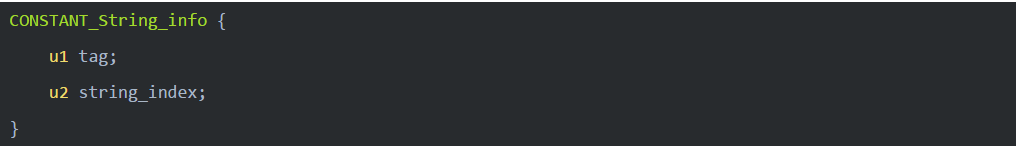 CONSTANT_String_info {
    u1 tag;
    u2 string_index;
}